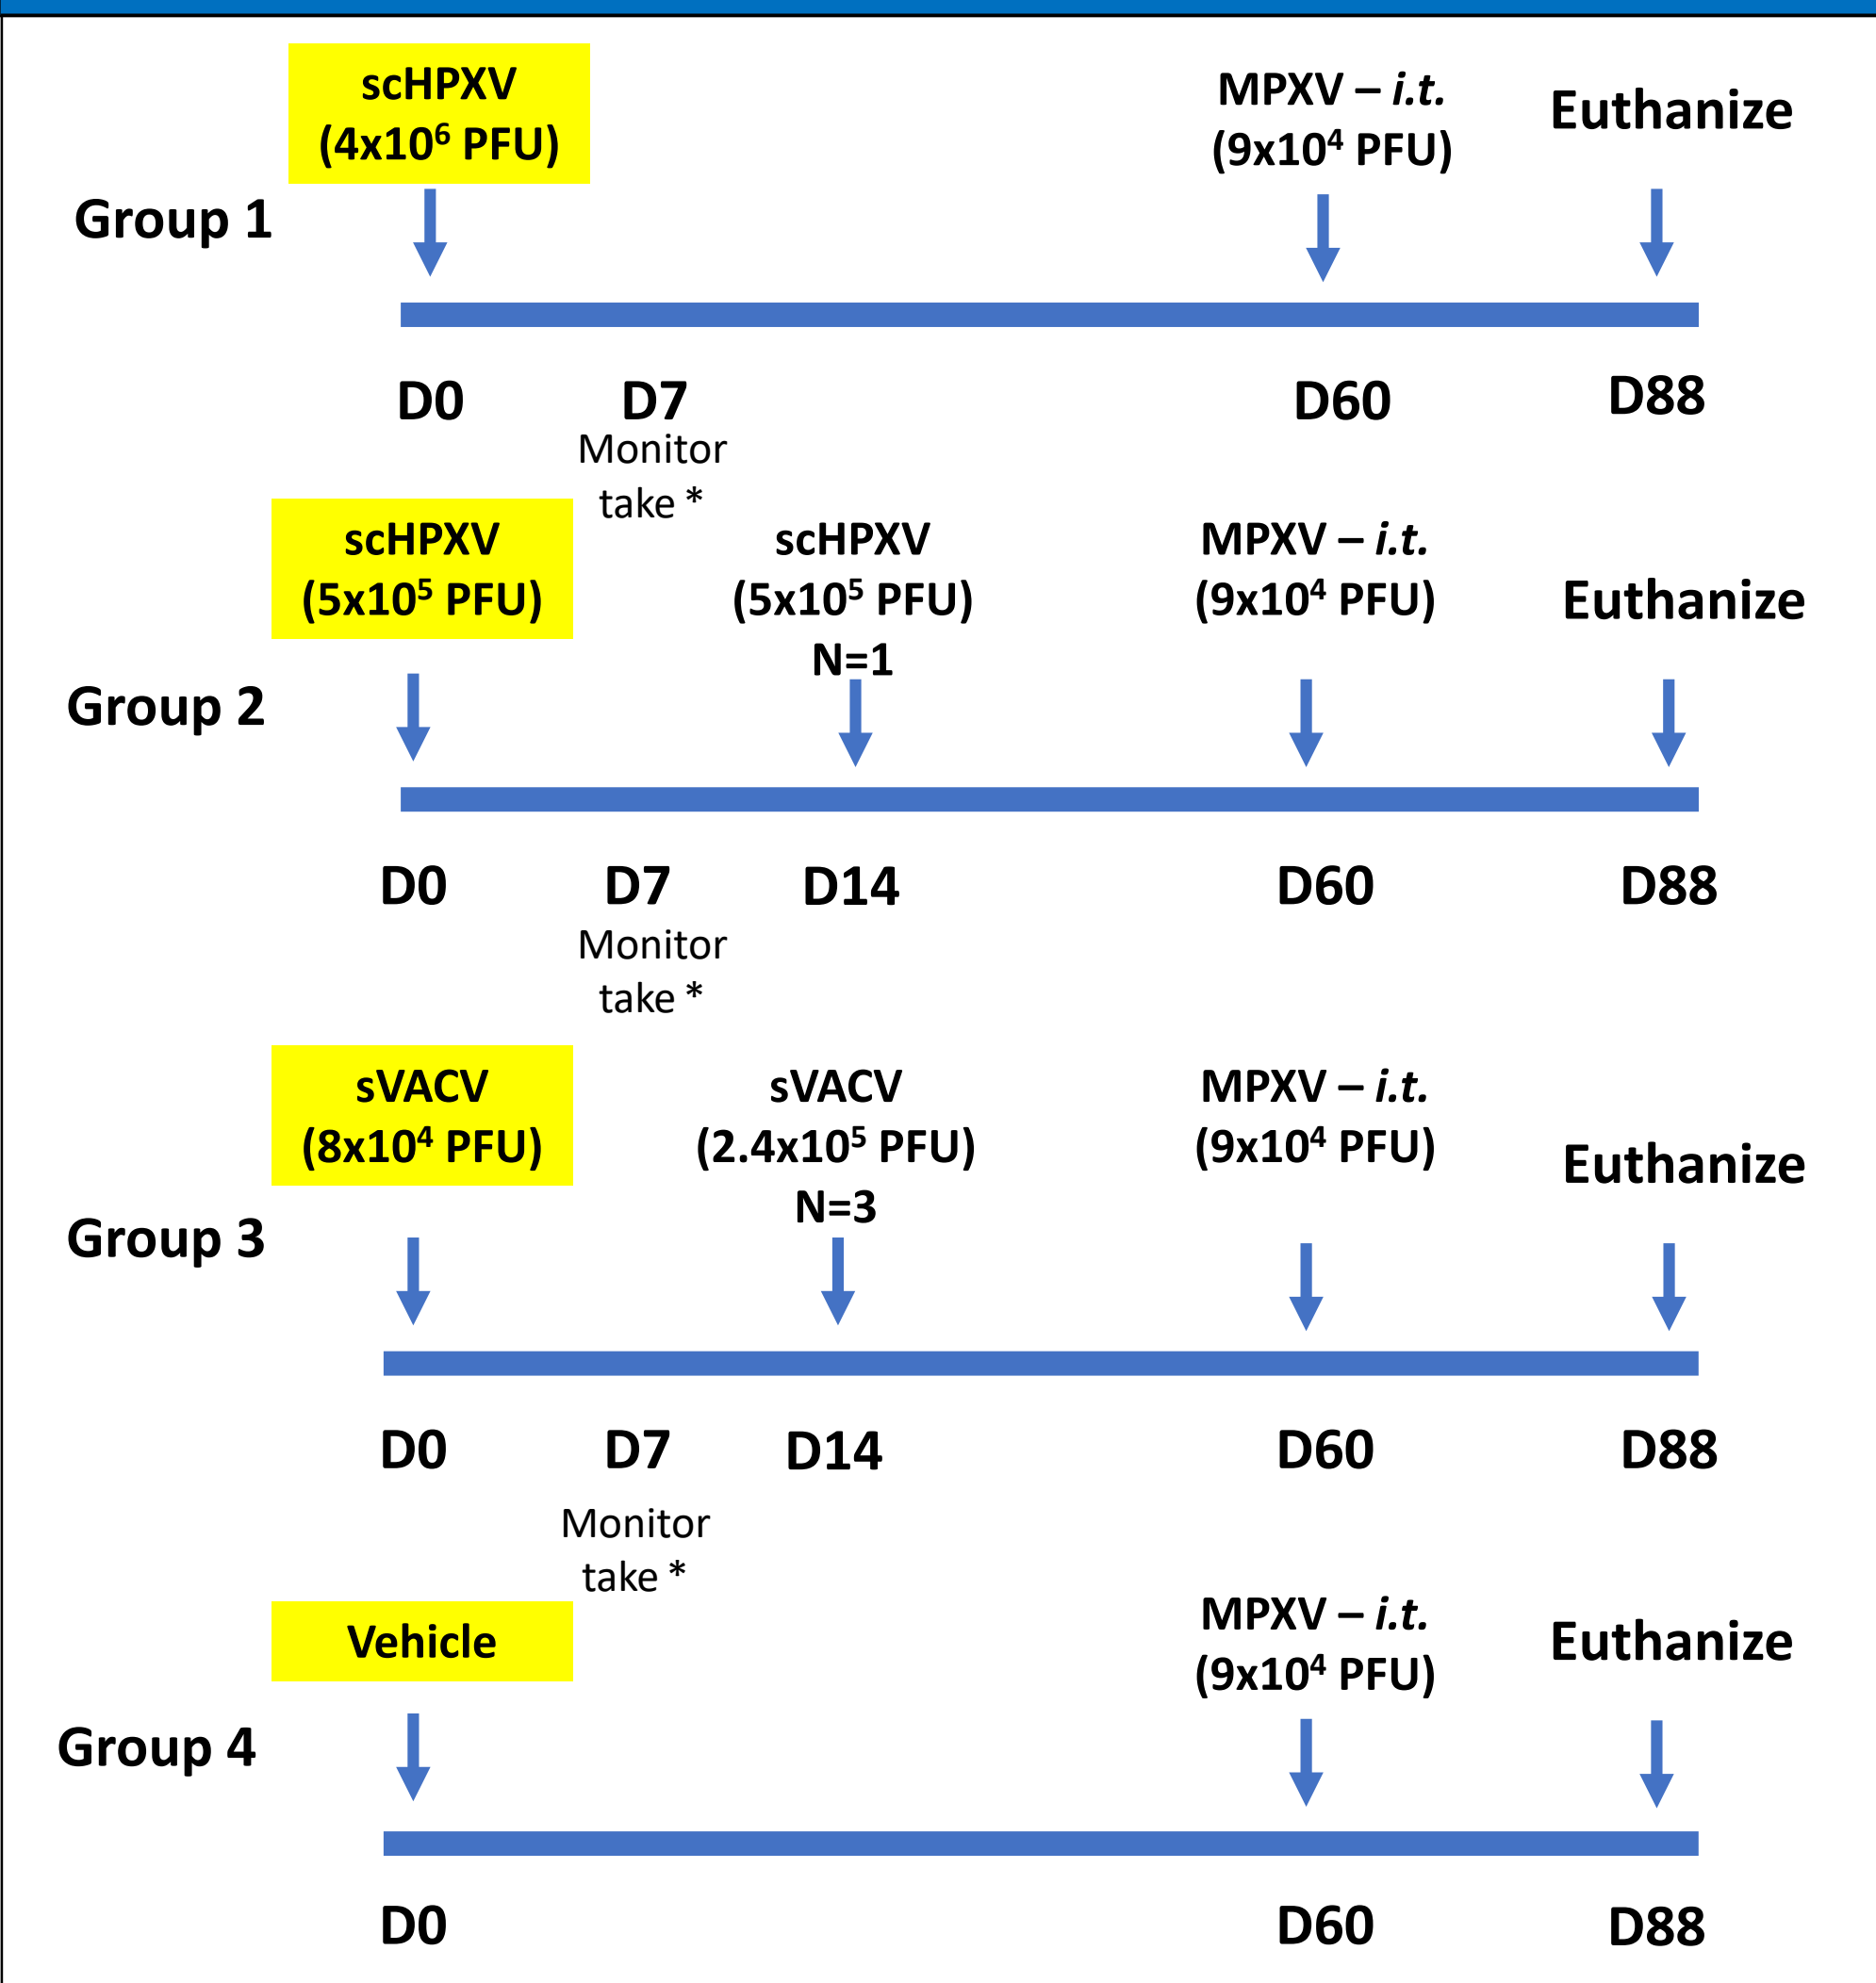 scHPXV
(4x10⁶ PFU)
MPXV – i.t.
(9x10⁴ PFU)
Euthanize
Group 1
D0
D7
D60
D88
Monitor
take *
scHPXV
(5x10⁵ PFU)
scHPXV
(5x10⁵ PFU)
N=1
MPXV – i.t.
(9x10⁴ PFU)
Euthanize
Group 2
D0
D7
D14
D60
D88
Monitor
take *
sVACV
(8x10⁴ PFU)
sVACV
(2.4x10⁵ PFU)
N=3
MPXV – i.t.
(9x10⁴ PFU)
Euthanize
Group 3
D0
D7
D14
D60
D88
Monitor
take *
Vehicle
MPXV – i.t.
(9x10⁴ PFU)
Euthanize
Group 4
D0
D60
D88